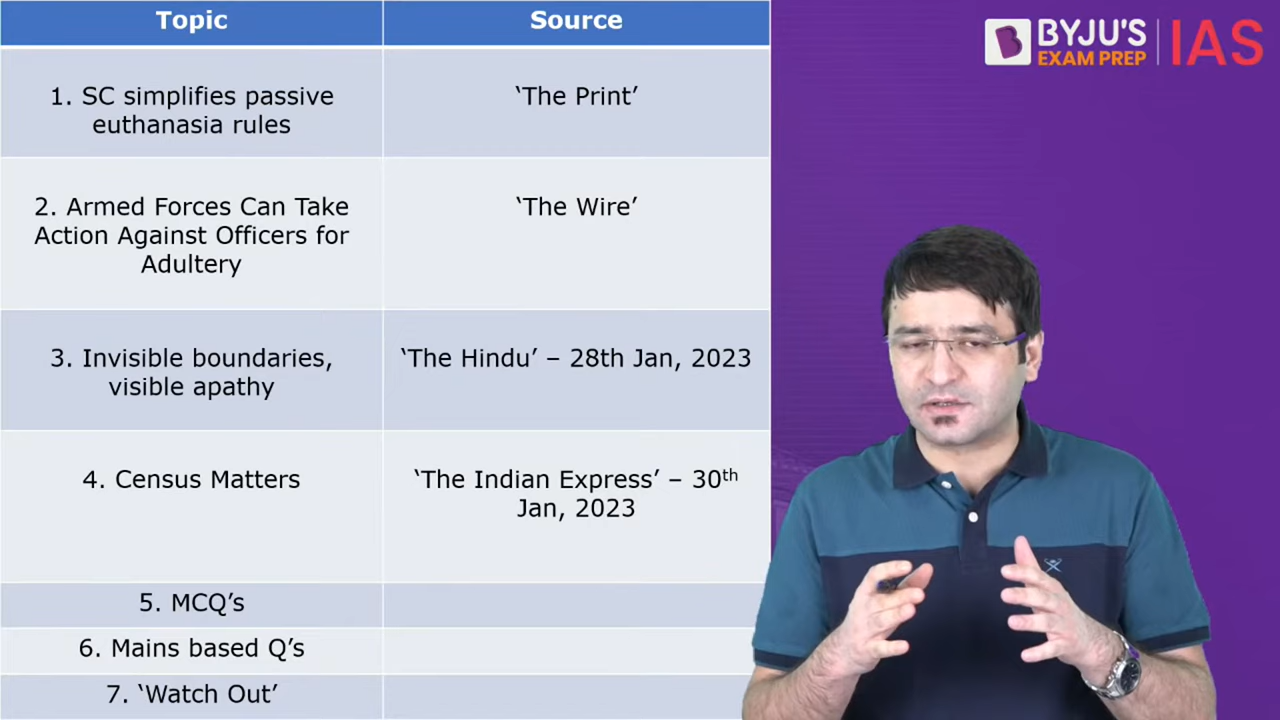 Topic
Source
1. SC simplifies passive
euthanasia rules
‘The Print’
2. Armed Forces Can Take
Action Against Officers for
Adultery
‘The Wire’
3. Invisible boundaries,
visible apathy
‘The Hindu’ – 28th Jan, 2023
4. Census Matters
‘The Indian Express’ – 30th
Jan, 2023
5. MCQ’s
6. Mains based Q’s
7. ‘Watch Out’
BYJU'S
EXAM PREP
IAS